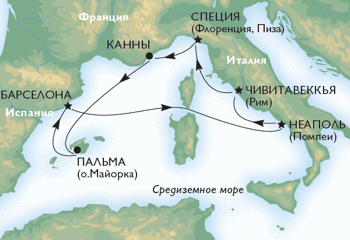 Франция
СПЕЦИЯ
(Флоренция, Пиза)
КАННЫ
Италия
БАРСЕЛОНА
Испания
ЧИВИТАВЕККЬЯ
(Рим)
НЕАПОЛЬ
(Помпеи)
ПАЛЬМА
(о.Майорка)
Средиземное море